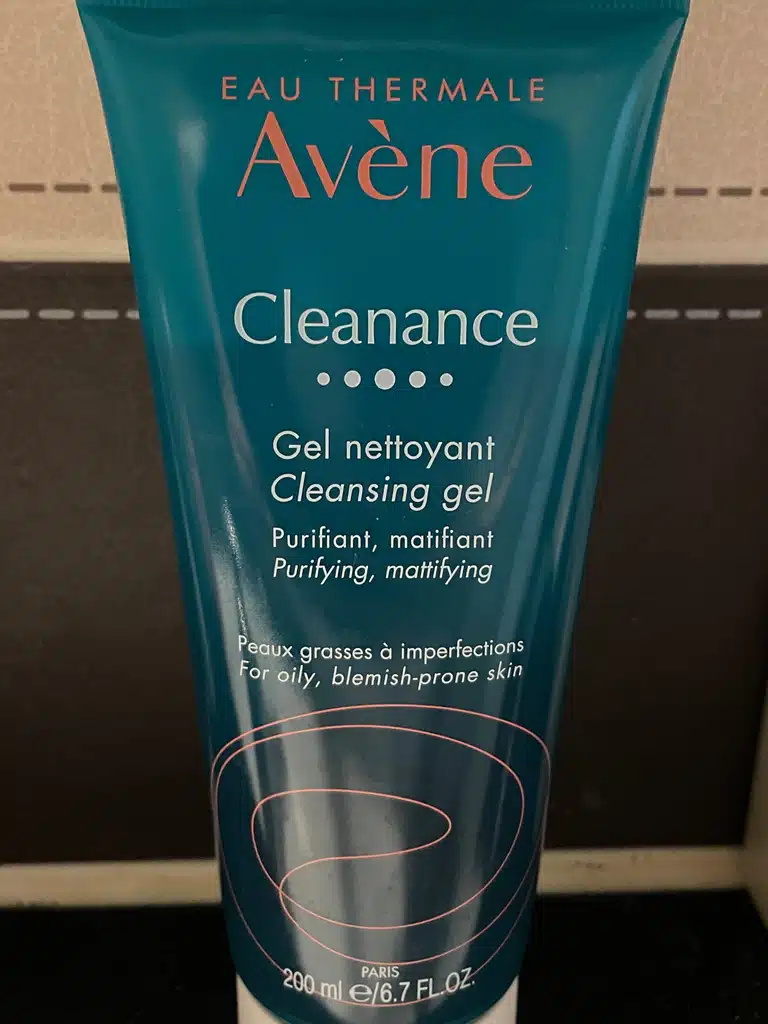 EAU THERMALE
Avène
Cleanance
Gel nettoyant
Cleansing gel
Purifiant, matifiant
Purifying, mattifying
Peaux grasses à imperfections
For oily, blemish-prone skin
PARIS
200 ml ℮/6.7 FL.OZ.